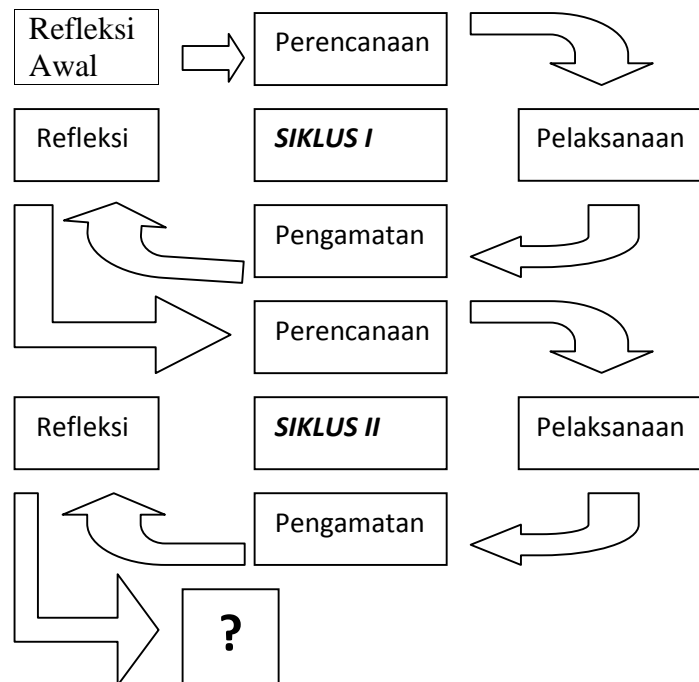 Refleksi
Awal
Perencanaan
Refleksi
SIKLUS I
Pelaksanaan
Pengamatan
Perencanaan
Refleksi
SIKLUS II
Pelaksanaan
Pengamatan
?